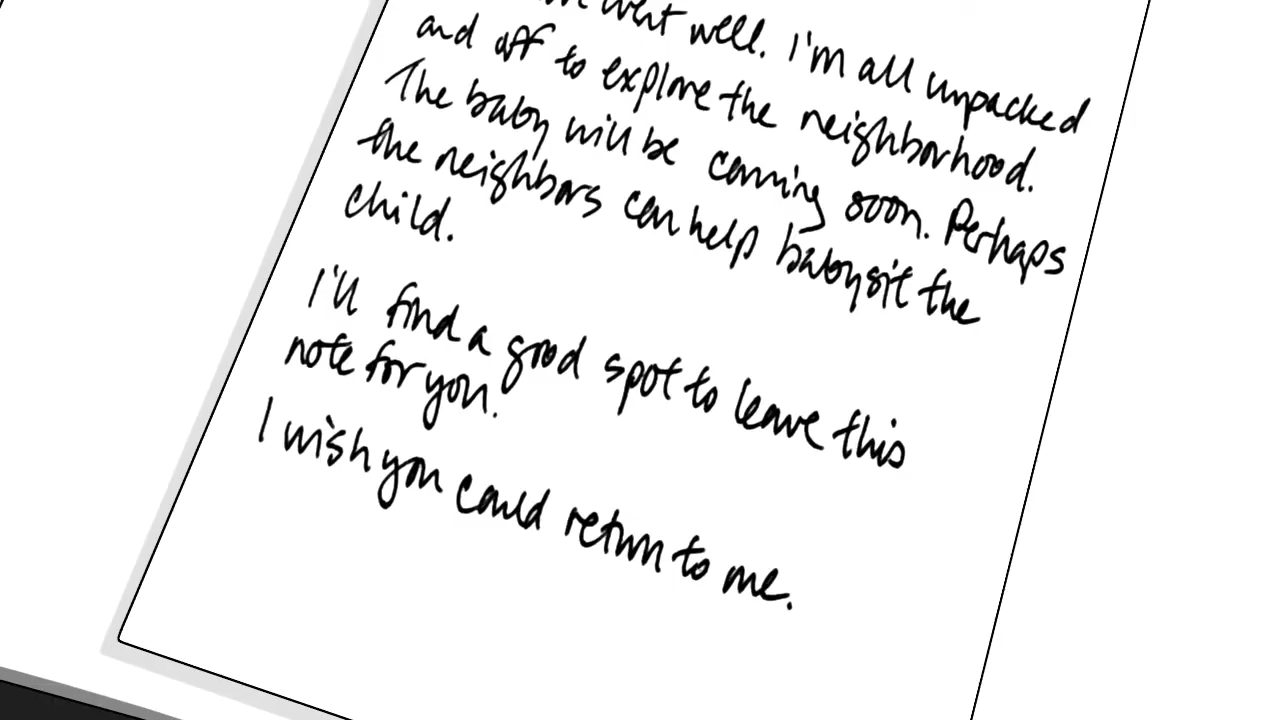 went well. I'm all unpacked
and off to explore the neighborhood.
The baby will be coming soon. Perhaps
the neighbors can help babysit the
child.
I'll find a good spot to leave this
note for you.
I wish you could return to me.